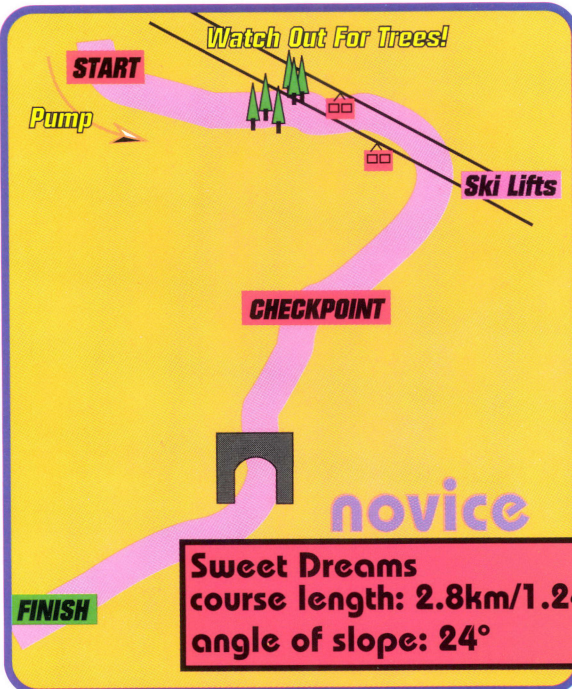 Watch Out For Trees!
START
Pump
Ski Lifts
CHECKPOINT
novice
Sweet Dreams
course length: 2.8km/1.2
angle of slope: 24°
FINISH